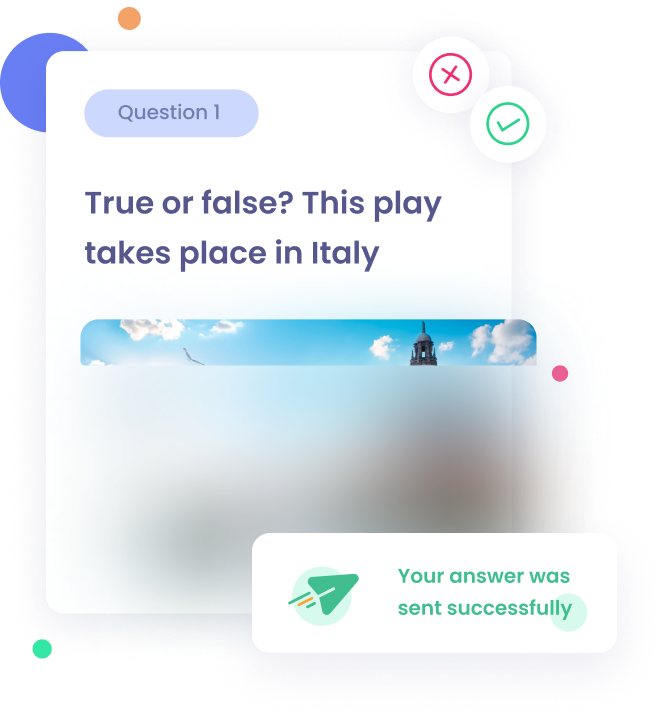 Question 1
True or false? This play
takes place in Italy
Your answer was
sent successfully